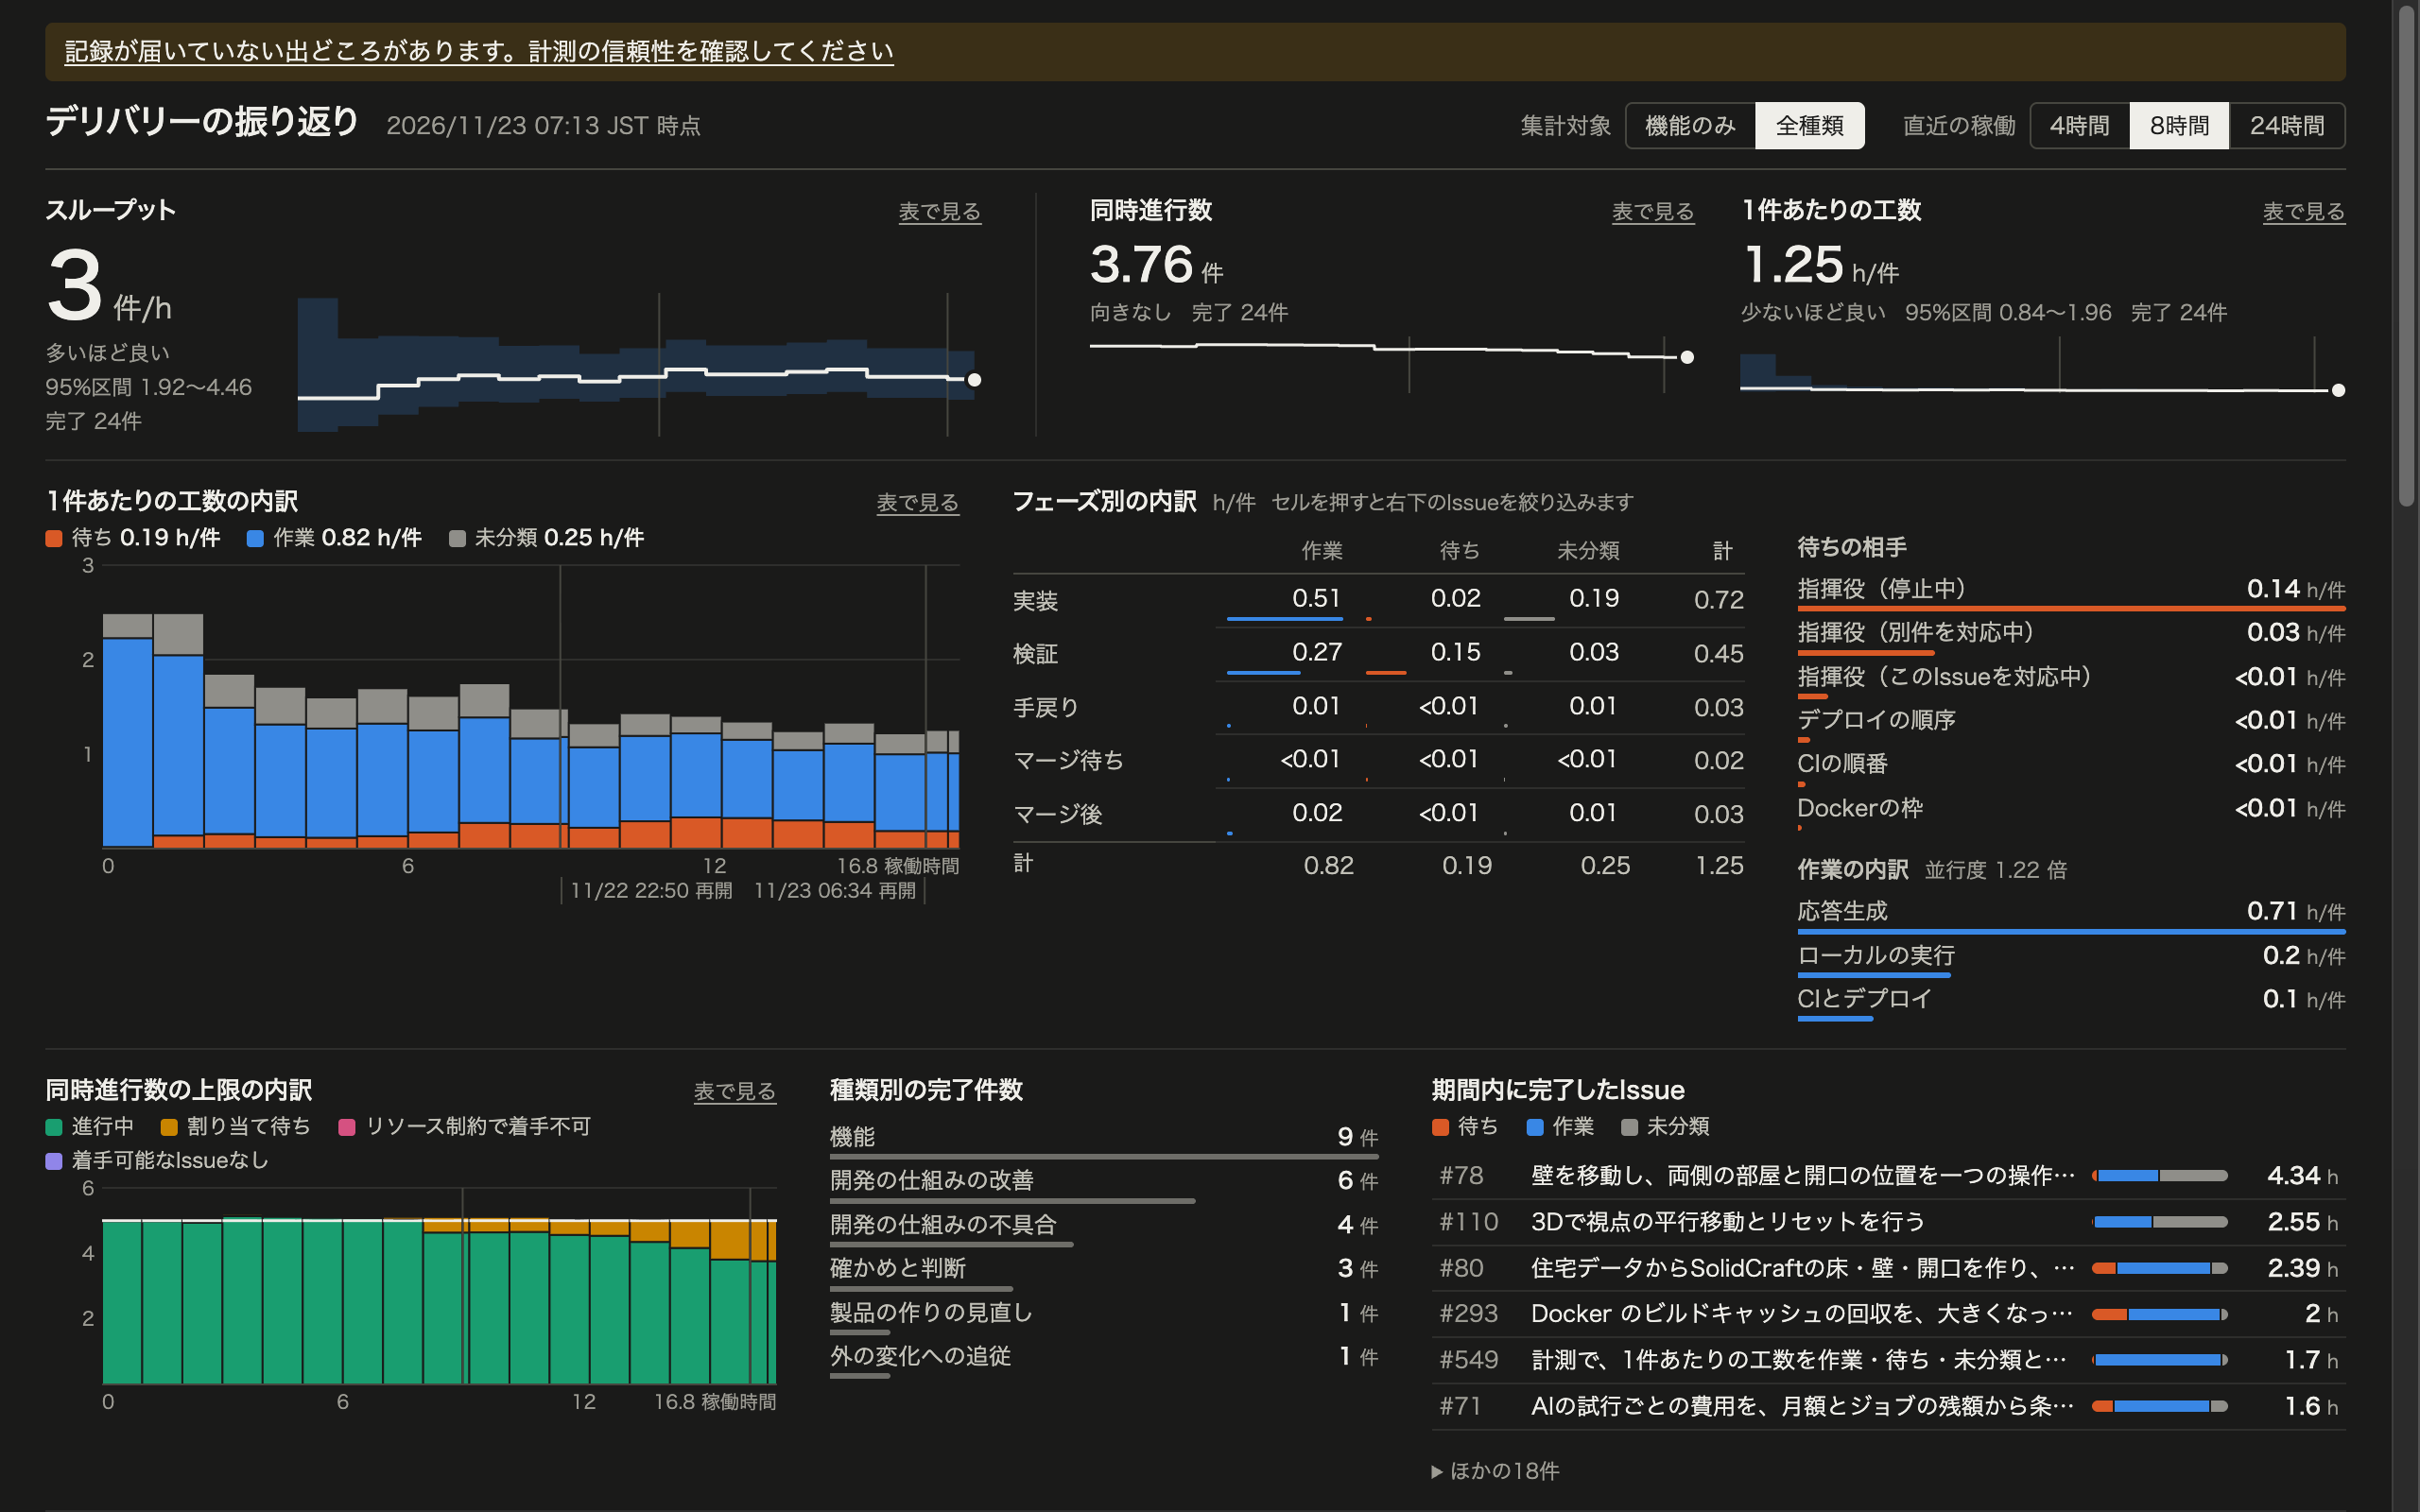 記録が届いていない出どころがあります。計測の信頼性を確認してください
デリバリーの振り返り 2026/11/23 07:13 JST 時点
集計対象 機能のみ 全種類 直近の稼働 4時間 8時間 24時間
スループット 表で見る
3 件/h
多いほど良い
95%区間 1.92〜4.46
完了 24件
同時進行数 表で見る
3.76 件
向きなし 完了 24件
1件あたりの工数 表で見る
1.25 h/件
少ないほど良い 95%区間 0.84〜1.96 完了 24件
1件あたりの工数の内訳 表で見る
待ち 0.19 h/件 作業 0.82 h/件 未分類 0.25 h/件
3
2
1
0 6 12 16.8 稼働時間
11/22 22:50 再開 11/23 06:34 再開
フェーズ別の内訳 h/件 セルを押すと右下のIssueを絞り込みます
作業 待ち 未分類 計
実装 0.51 0.02 0.19 0.72
検証 0.27 0.15 0.03 0.45
手戻り 0.01 <0.01 0.01 0.03
マージ待ち <0.01 <0.01 <0.01 0.02
マージ後 0.02 <0.01 0.01 0.03
計 0.82 0.19 0.25 1.25
待ちの相手
指揮役（停止中） 0.14 h/件
指揮役（別件を対応中） 0.03 h/件
指揮役（このIssueを対応中） <0.01 h/件
デプロイの順序 <0.01 h/件
CIの順番 <0.01 h/件
Dockerの枠 <0.01 h/件
作業の内訳 並行度 1.22 倍
応答生成 0.71 h/件
ローカルの実行 0.2 h/件
CIとデプロイ 0.1 h/件
同時進行数の上限の内訳 表で見る
進行中 割り当て待ち リソース制約で着手不可
着手可能なIssueなし
6
4
2
0 6 12 16.8 稼働時間
種類別の完了件数
機能 9 件
開発の仕組みの改善 6 件
開発の仕組みの不具合 4 件
確かめと判断 3 件
製品の作りの見直し 1 件
外の変化への追従 1 件
期間内に完了したIssue
待ち 作業 未分類
#78 壁を移動し、両側の部屋と開口の位置を一つの操作… 4.34 h
#110 3Dで視点の平行移動とリセットを行う 2.55 h
#80 住宅データからSolidCraftの床・壁・開口を作り、… 2.39 h
#293 Docker のビルドキャッシュの回収を、大きくなっ… 2 h
#549 計測で、1件あたりの工数を作業・待ち・未分類と… 1.7 h
#71 AIの試行ごとの費用を、月額とジョブの残額から条… 1.6 h
▶ ほかの18件